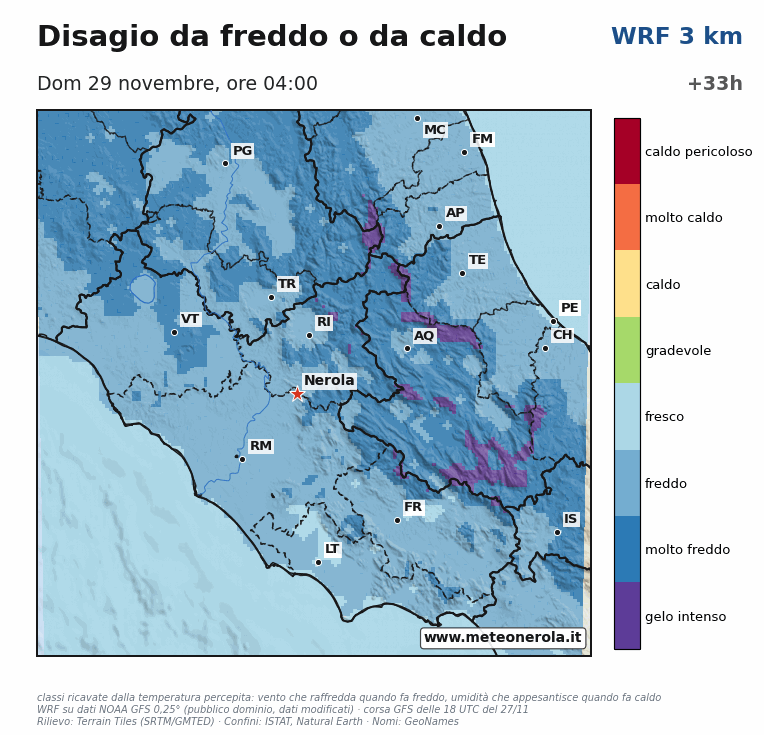 Disagio da freddo o da caldo
WRF 3 km
Dom 29 novembre, ore 04:00
+33h
MC
FM
PG
AP
TE
TR
PE
VT
RI
AQ
CH
Nerola
RM
FR
IS
LT
www.meteonerola.it
caldo pericoloso
molto caldo
caldo
gradevole
fresco
freddo
molto freddo
gelo intenso
classi ricavate dalla temperatura percepita: vento che raffredda quando fa freddo, umidità che appesantisce quando fa caldo
WRF su dati NOAA GFS 0,25° (pubblico dominio, dati modificati) · corsa GFS delle 18 UTC del 27/11
Rilievo: Terrain Tiles (SRTM/GMTED) · Confini: ISTAT, Natural Earth · Nomi: GeoNames